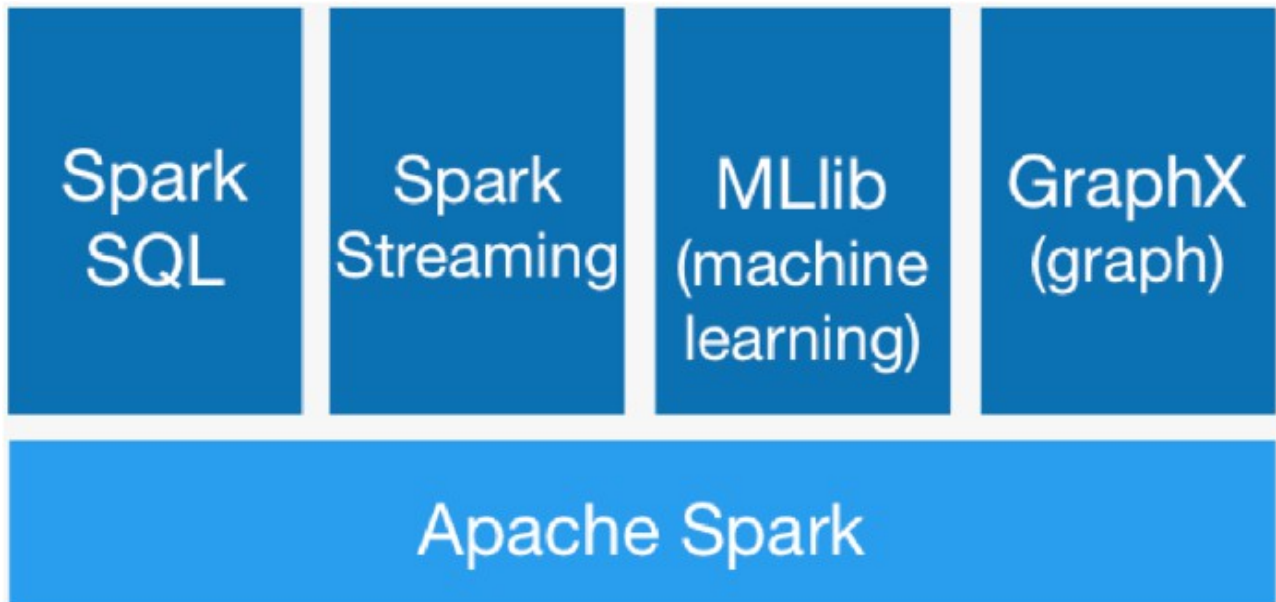 Spark
SQL
Spark
Streaming
MLlib
(machine
learning)
GraphX
(graph)
Apache Spark